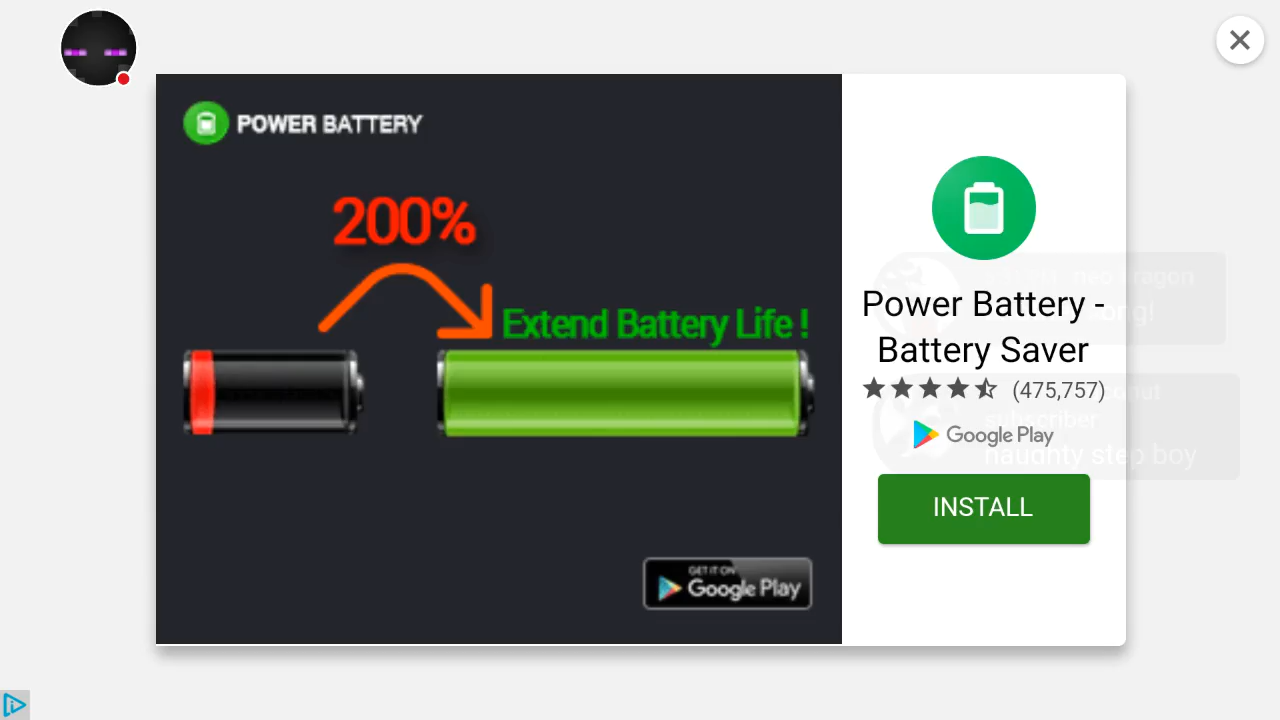 POWER BATTERY
200%
Extend Battery Life !
GET IT ON
Google Play
Power Battery -
Battery Saver
(475,757)
Google Play
subscriber
naughty step boy
INSTALL